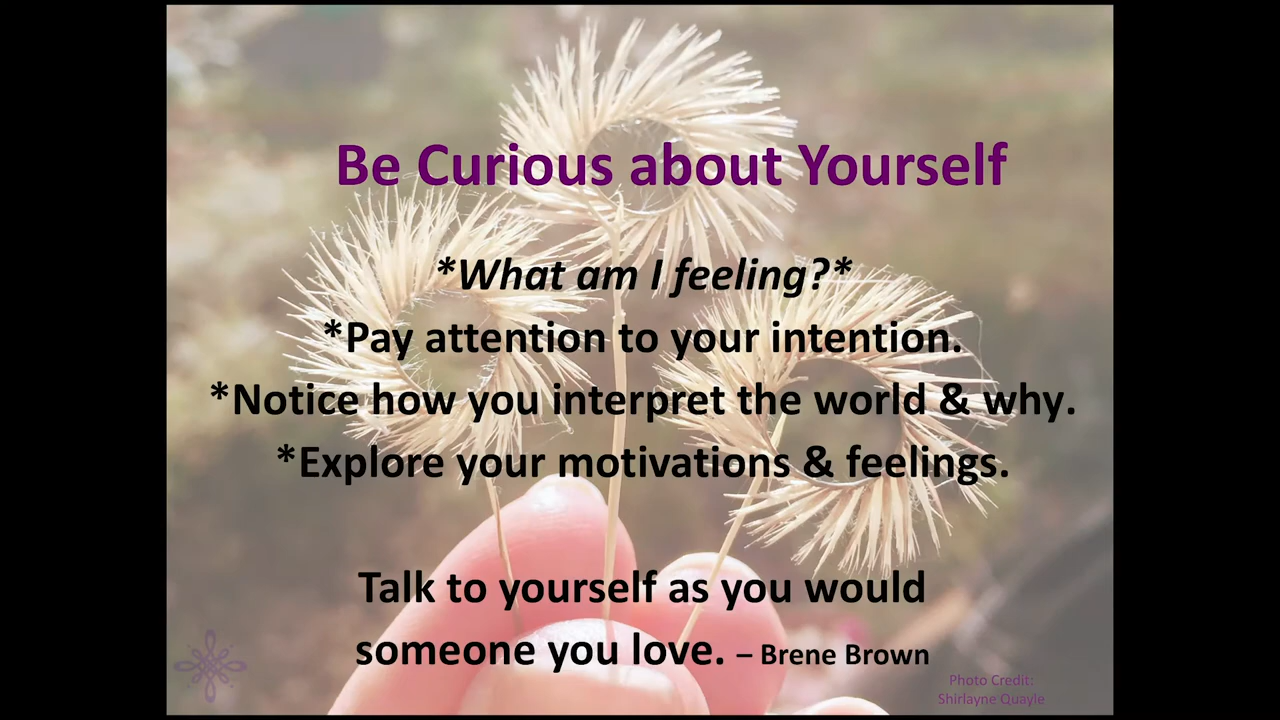 Be Curious about Yourself
*What am I feeling?*
*Pay attention to your intention.
*Notice how you interpret the world & why.
*Explore your motivations & feelings.
Talk to yourself as you would
someone you love. – Brene Brown
Photo Credit:
Shirlayne Quayle